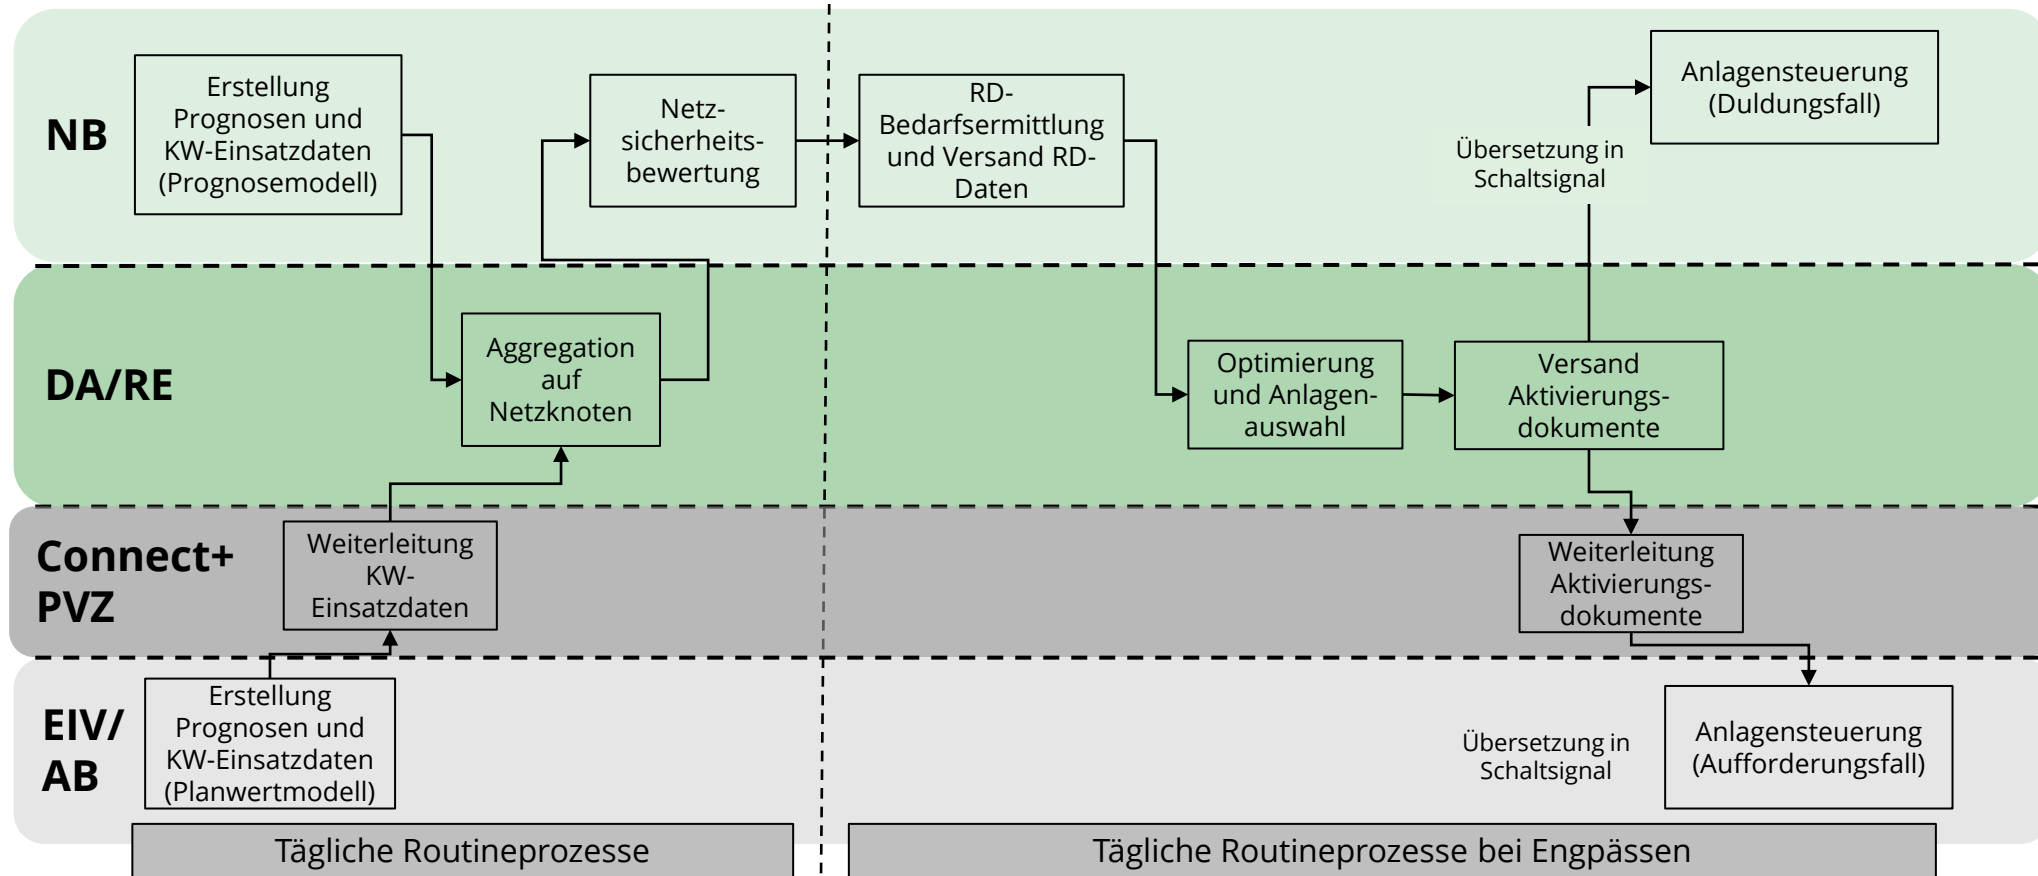 NB
Erstellung
Prognosen und
KW-Einsatzdaten
(Prognosemodell)
Netz-
sicherheits-
bewertung
RD-
Bedarfsermittlung
und Versand RD-
Daten
Übersetzung in
Schaltsignal
Anlagensteuerung
(Duldungsfall)
DA/RE
Aggregation
auf
Netzknoten
Optimierung
und Anlagen-
auswahl
Versand
Aktivierungs-
dokumente
Connect+
PVZ
Weiterleitung
KW-
Einsatzdaten
Weiterleitung
Aktivierungs-
dokumente
EIV/
AB
Erstellung
Prognosen und
KW-Einsatzdaten
(Planwertmodell)
Übersetzung in
Schaltsignal
Anlagensteuerung
(Aufforderungsfall)
Tägliche Routineprozesse
Tägliche Routineprozesse bei Engpässen